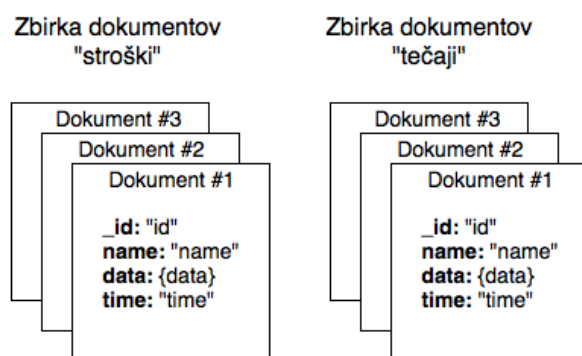 Zbirka dokumentov
"stroški"
Dokument #3
Dokument #2
Dokument #1
_id: "id"
name: "name"
data: {data}
time: "time"
Zbirka dokumentov
"tečaji"
Dokument #3
Dokument #2
Dokument #1
_id: "id"
name: "name"
data: {data}
time: "time"